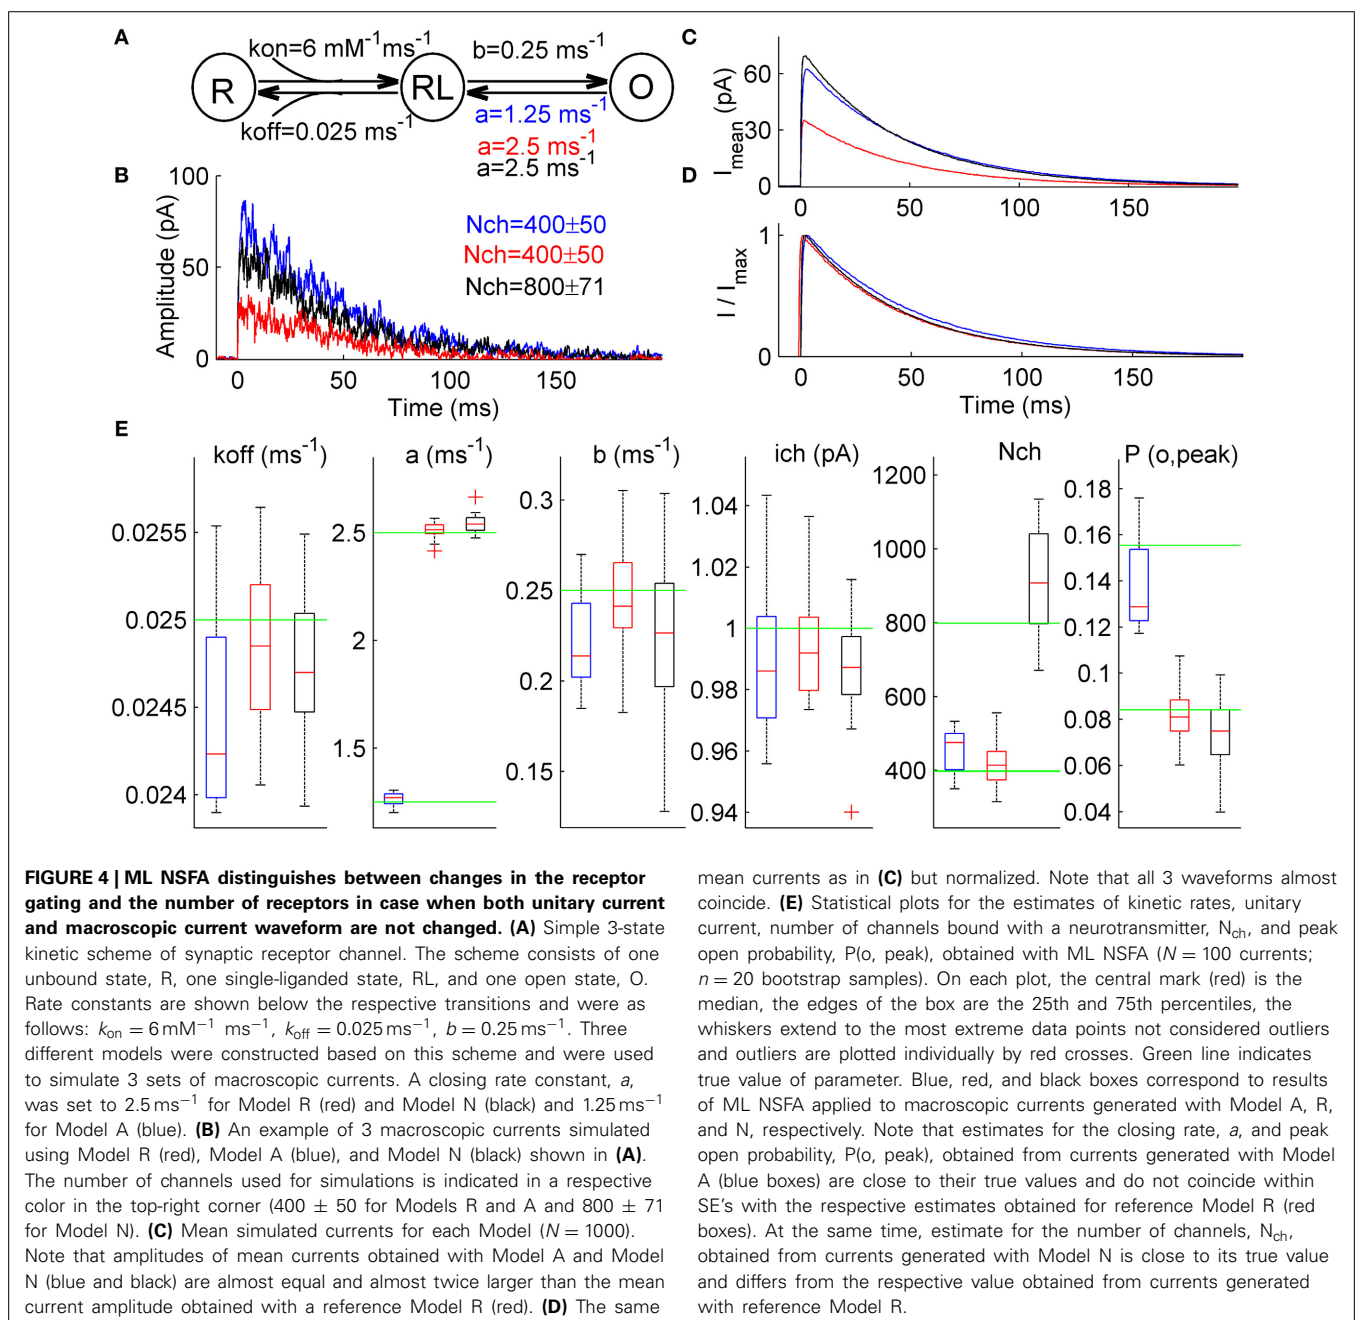 A
kon=6 mM⁻¹ms⁻¹
b=0.25 ms⁻¹
R
RL
O
koff=0.025 ms⁻¹
a=1.25 ms⁻¹
a=2.5 ms⁻¹
a=2.5 ms⁻¹
B
100
50
0
Amplitude (pA)
Nch=400±50
Nch=400±50
Nch=800±71
0
50
100
150
Time (ms)
C
60
30
0
I_mean (pA)
0
50
100
150
D
1
0
I / I_max
0
50
100
150
Time (ms)
E
koff (ms⁻¹)
0.0255
0.025
0.0245
0.024
a (ms⁻¹)
2.5
2
1.5
b (ms⁻¹)
0.3
0.25
0.2
0.15
ich (pA)
1.04
1.02
1
0.98
0.96
0.94
Nch
1200
1000
800
600
400
P (o,peak)
0.18
0.16
0.14
0.12
0.1
0.08
0.06
0.04
FIGURE 4 | ML NSFA distinguishes between changes in the receptor
gating and the number of receptors in case when both unitary current
and macroscopic current waveform are not changed. (A) Simple 3-state
kinetic scheme of synaptic receptor channel. The scheme consists of one
unbound state, R, one single-liganded state, RL, and one open state, O.
Rate constants are shown below the respective transitions and were as
follows: k_on = 6 mM⁻¹ ms⁻¹, k_off = 0.025 ms⁻¹, b = 0.25 ms⁻¹. Three
different models were constructed based on this scheme and were used
to simulate 3 sets of macroscopic currents. A closing rate constant, a,
was set to 2.5 ms⁻¹ for Model R (red) and Model N (black) and 1.25 ms⁻¹
for Model A (blue). (B) An example of 3 macroscopic currents simulated
using Model R (red), Model A (blue), and Model N (black) shown in (A).
The number of channels used for simulations is indicated in a respective
color in the top-right corner (400 ± 50 for Models R and A and 800 ± 71
for Model N). (C) Mean simulated currents for each Model (N = 1000).
Note that amplitudes of mean currents obtained with Model A and Model
N (blue and black) are almost equal and almost twice larger than the mean
current amplitude obtained with a reference Model R (red). (D) The same
mean currents as in (C) but normalized. Note that all 3 waveforms almost
coincide. (E) Statistical plots for the estimates of kinetic rates, unitary
current, number of channels bound with a neurotransmitter, N_ch, and peak
open probability, P(o, peak), obtained with ML NSFA (N = 100 currents;
n = 20 bootstrap samples). On each plot, the central mark (red) is the
median, the edges of the box are the 25th and 75th percentiles, the
whiskers extend to the most extreme data points not considered outliers
and outliers are plotted individually by red crosses. Green line indicates
true value of parameter. Blue, red, and black boxes correspond to results
of ML NSFA applied to macroscopic currents generated with Model A, R,
and N, respectively. Note that estimates for the closing rate, a, and peak
open probability, P(o, peak), obtained from currents generated with Model
A (blue boxes) are close to their true values and do not coincide within
SE's with the respective estimates obtained for reference Model R (red
boxes). At the same time, estimate for the number of channels, N_ch,
obtained from currents generated with Model N is close to its true value
and differs from the respective value obtained from currents generated
with reference Model R.